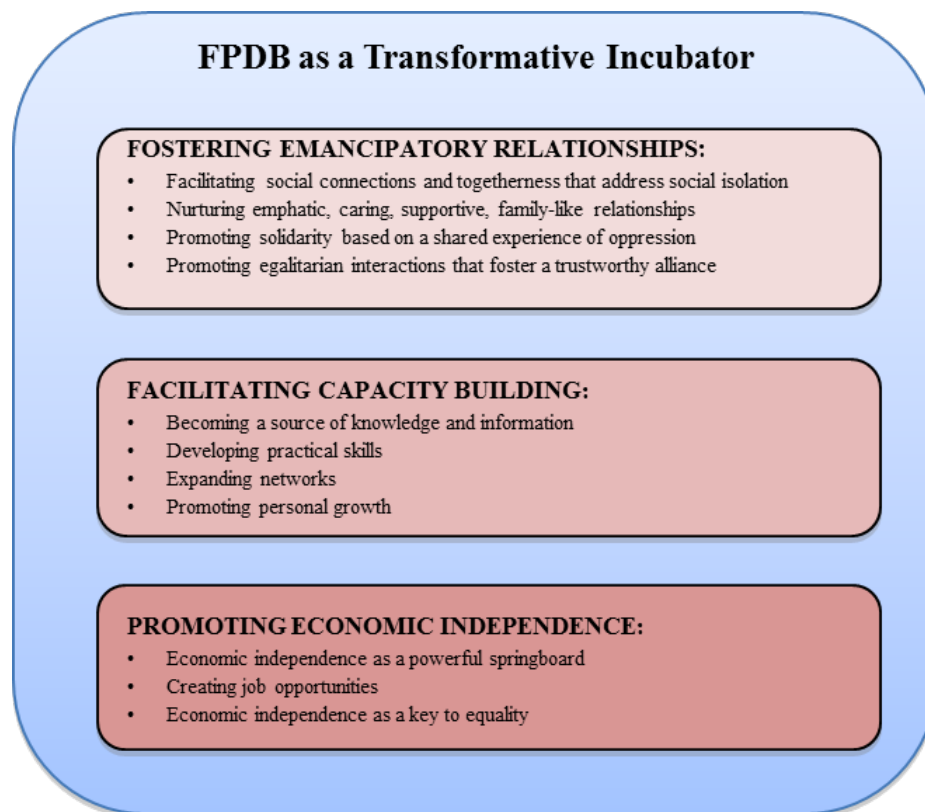 FPDB as a Transformative Incubator
FOSTERING EMANCIPATORY RELATIONSHIPS:
• Facilitating social connections and togetherness that address social isolation
• Nurturing emphatic, caring, supportive, family-like relationships
• Promoting solidarity based on a shared experience of oppression
• Promoting egalitarian interactions that foster a trustworthy alliance
FACILITATING CAPACITY BUILDING:
• Becoming a source of knowledge and information
• Developing practical skills
• Expanding networks
• Promoting personal growth
PROMOTING ECONOMIC INDEPENDENCE:
• Economic independence as a powerful springboard
• Creating job opportunities
• Economic independence as a key to equality